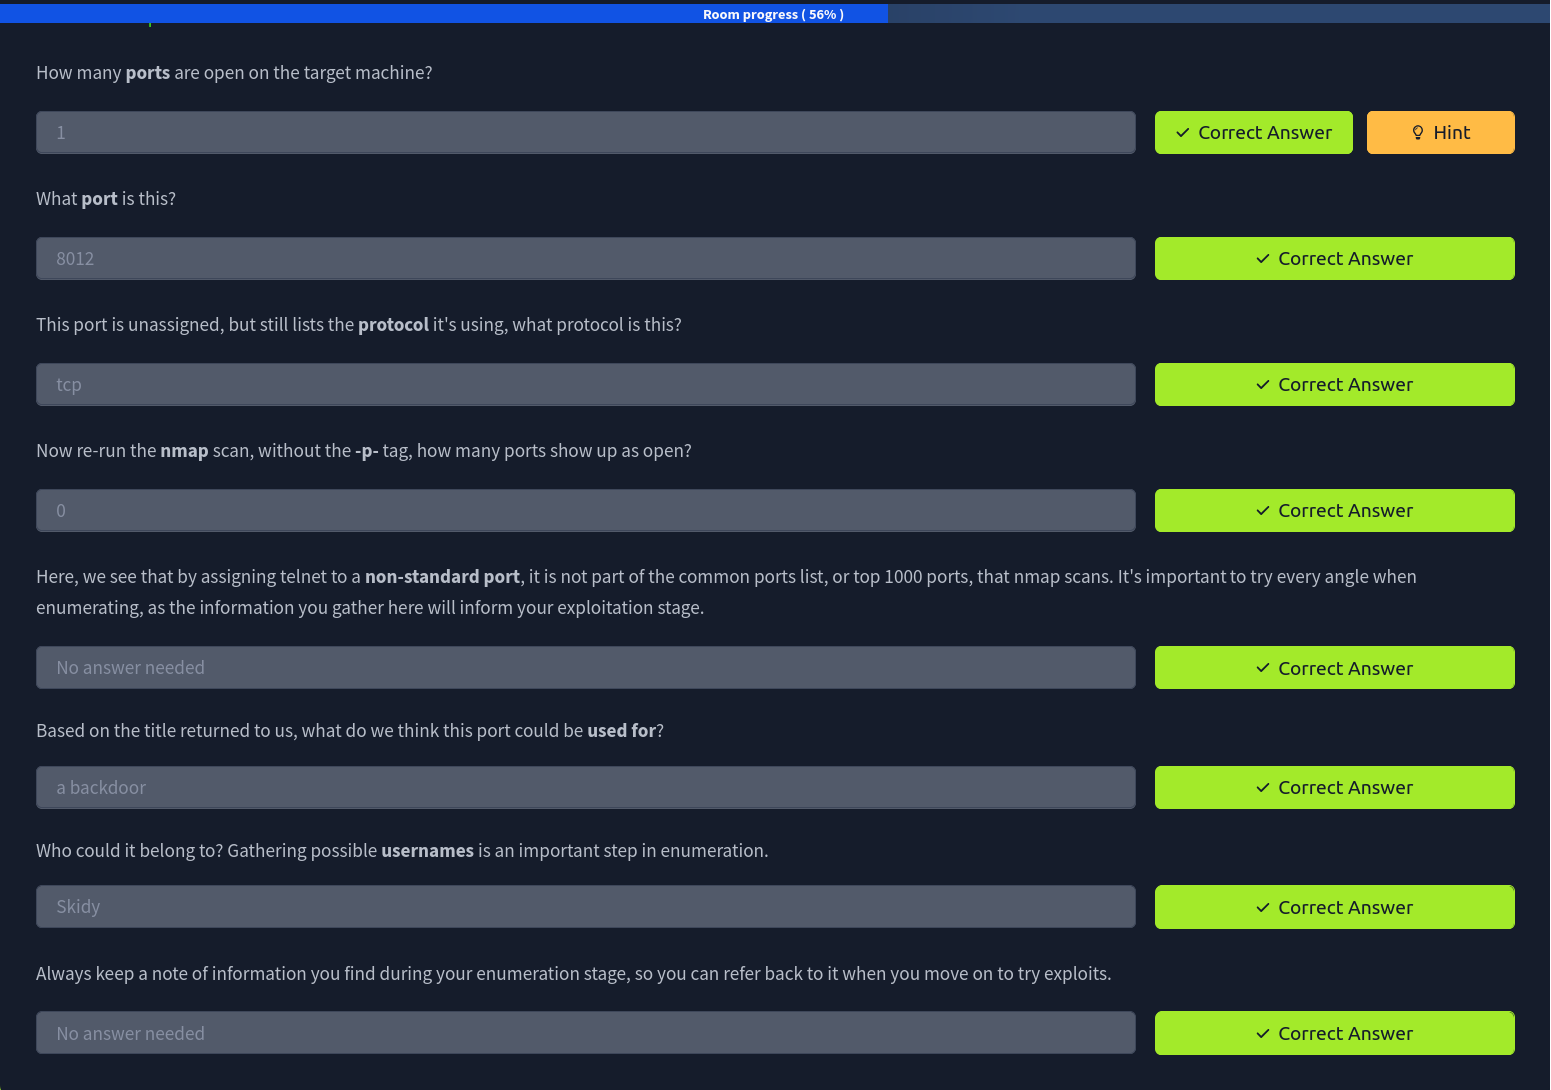 Room progress ( 56% )
How many ports are open on the target machine?
1
Correct Answer
Hint
What port is this?
8012
Correct Answer
This port is unassigned, but still lists the protocol it's using, what protocol is this?
tcp
Correct Answer
Now re-run the nmap scan, without the -p- tag, how many ports show up as open?
0
Correct Answer
Here, we see that by assigning telnet to a non-standard port, it is not part of the common ports list, or top 1000 ports, that nmap scans. It's important to try every angle when
enumerating, as the information you gather here will inform your exploitation stage.
No answer needed
Correct Answer
Based on the title returned to us, what do we think this port could be used for?
a backdoor
Correct Answer
Who could it belong to? Gathering possible usernames is an important step in enumeration.
Skidy
Correct Answer
Always keep a note of information you find during your enumeration stage, so you can refer back to it when you move on to try exploits.
No answer needed
Correct Answer